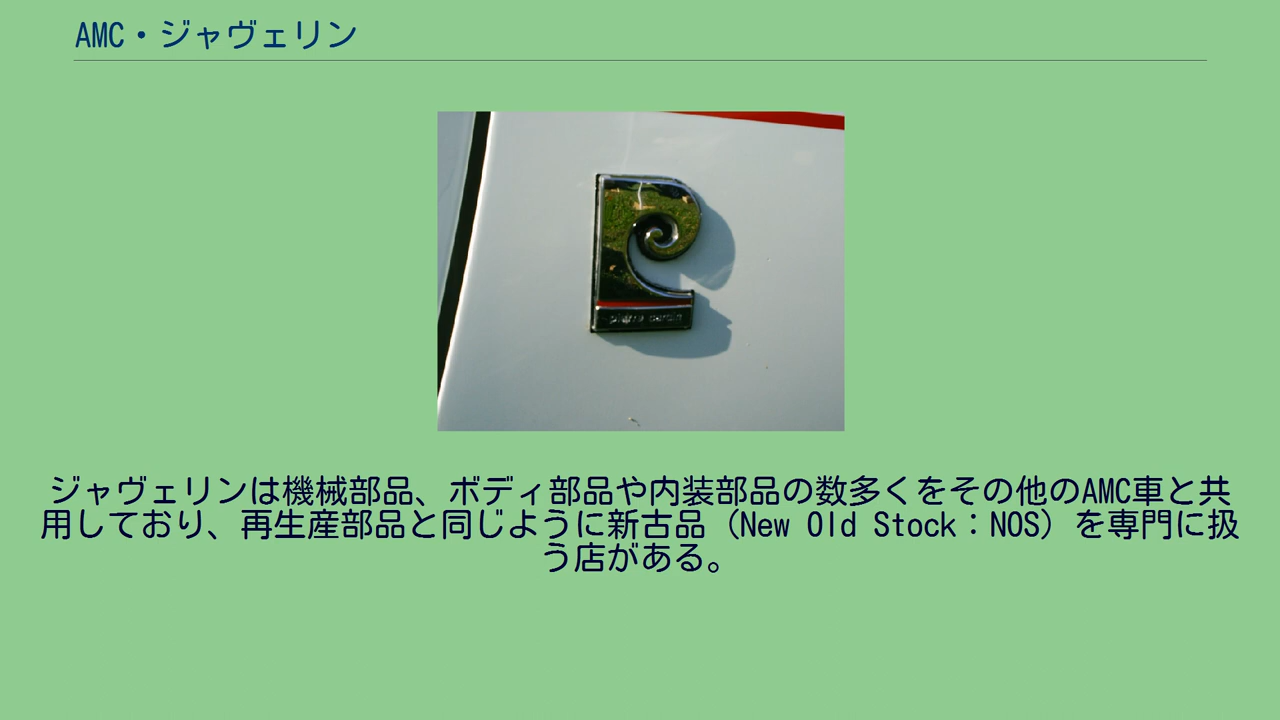 AMC・ジャヴェリン
pierre cardin
ジャヴェリンは機械部品、ボディ部品や内装部品の数多くをその他のAMC車と共
用しており、再生産部品と同じように新古品（New Old Stock：NOS）を専門に扱
う店がある。